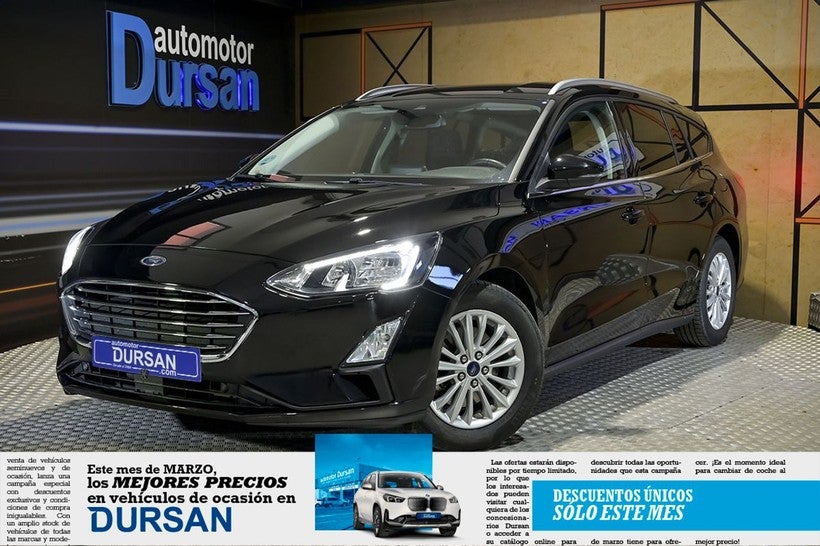 automotor
Dursan
Ford
automotor
DURSAN
.com
venta de vehículos
seminuevos y de
ocasión, lanza una
campaña especial
con descuentos
exclusivos y condi-
ciones de compra
inigualables. Con
un amplio stock de
vehículos de todas
las marcas y mode-
Este mes de MARZO,
los MEJORES PRECIOS
en vehículos de ocasión en
DURSAN
automotor Dursan
Las ofertas estarán dispo-
nibles por tiempo limitado,
por lo que
los interesa-
dos pueden
visitar cual-
quiera de los
concesiona-
rios Dursan
o acceder a
su catálogo
online para
descubrir todas las oportu-
nidades que esta campaña
de marzo tiene para ofre-
cer. ¡Es el momento ideal
para cambiar de coche al
mejor precio!
DESCUENTOS ÚNICOS
SÓLO ESTE MES